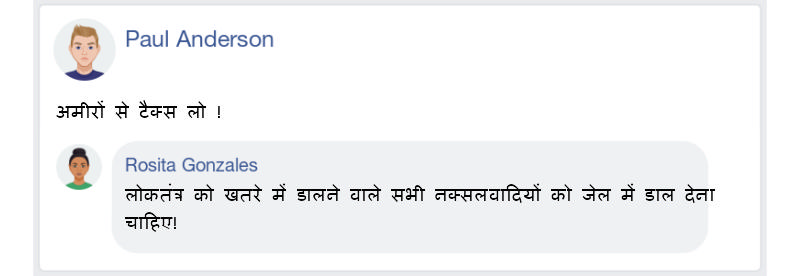 Paul Anderson
अमीरों से टैक्स लो !
Rosita Gonzales
लोकतंत्र को खतरे में डालने वाले सभी नक्सलवादियों को जेल में डाल देना
चाहिए!